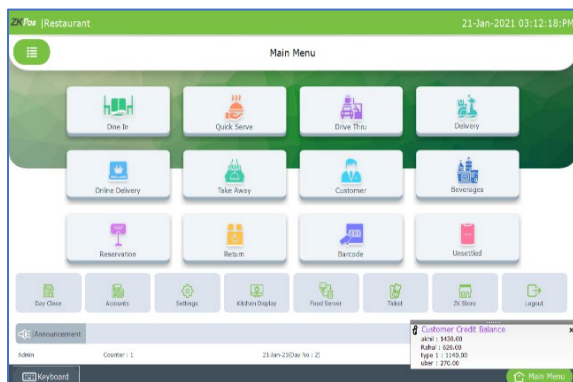 ZKPos |Restaurant 21-Jan-2021 03:12:18:PM
Main Menu
Dine In Quick Serve Drive Thru Delivery
Online Delivery Take Away Customer Beverages
Reservation Return Barcode Unsettled
Day Close Accounts Settings Kitchen Display Food Server Ticket ZK Store Logout
Announcement
Customer Credit Balance x
akhil : 1436.00
Rahul : 626.00
type 1 : 1143.00
uber : 270.00
Admin Counter : 1 21-Jan-21(Day No : 2)
Keyboard Main Menu